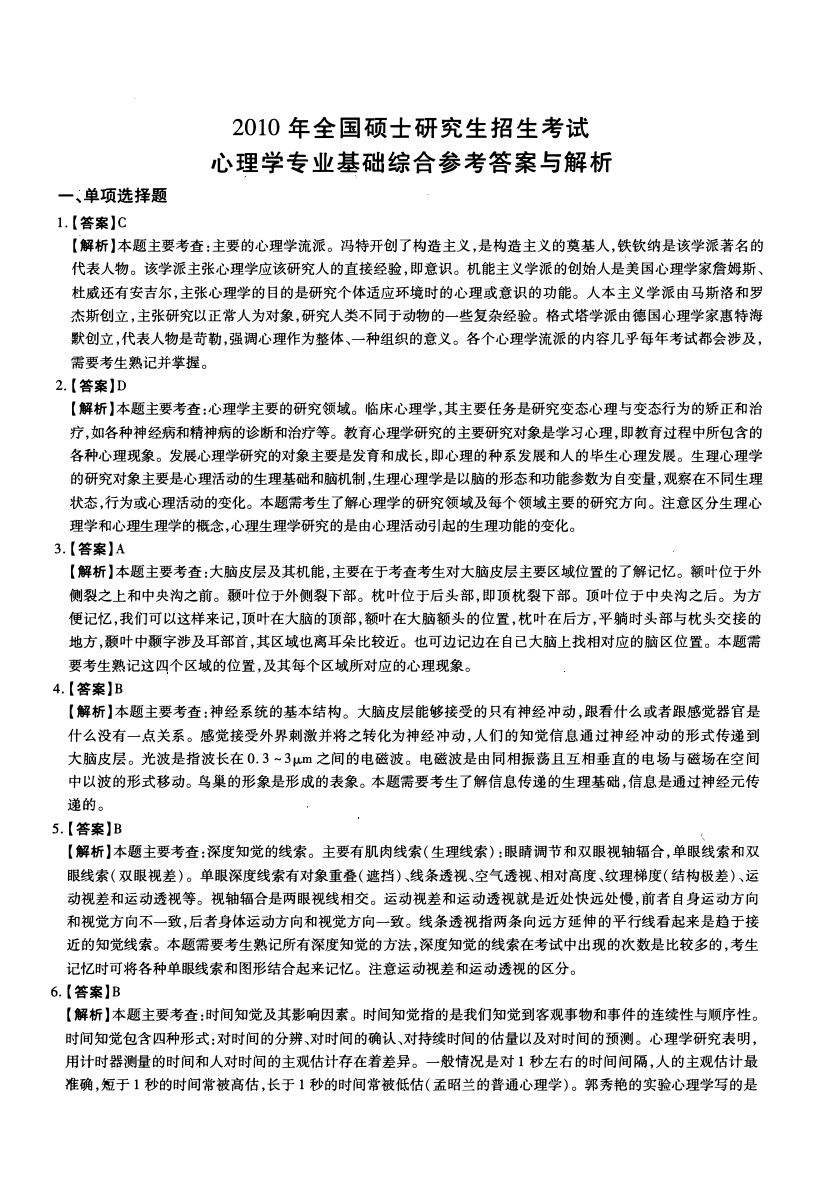 2010 年全国硕士研究生招生考试
心理学专业基础综合参考答案与解析
一、单项选择题
1.【答案】C
【解析】本题主要考查:主要的心理学流派。冯特开创了构造主义,是构造主义的奠基人,铁钦纳是该学派著名的
代表人物。该学派主张心理学应该研究人的直接经验,即意识。机能主义学派的创始人是美国心理学家詹姆斯、
杜威还有安吉尔,主张心理学的目的是研究个体适应环境时的心理或意识的功能。人本主义学派由马斯洛和罗
杰斯创立,主张研究以正常人为对象,研究人类不同于动物的一些复杂经验。格式塔学派由德国心理学家惠特海
默创立,代表人物是苛勒,强调心理作为整体、一种组织的意义。各个心理学流派的内容几乎每年考试都会涉及,
需要考生熟记并掌握。
2.【答案】D
【解析】本题主要考查:心理学主要的研究领域。临床心理学,其主要任务是研究变态心理与变态行为的矫正和治
疗,如各种神经病和精神病的诊断和治疗等。教育心理学研究的主要研究对象是学习心理,即教育过程中所包含的
各种心理现象。发展心理学研究的对象主要是发育和成长,即心理的种系发展和人的毕生心理发展。生理心理学
的研究对象主要是心理活动的生理基础和脑机制,生理心理学是以脑的形态和功能参数为自变量,观察在不同生理
状态,行为或心理活动的变化。本题需考生了解心理学的研究领域及每个领域主要的研究方向。注意区分生理心
理学和心理生理学的概念,心理生理学研究的是由心理活动引起的生理功能的变化。
3.【答案】A
【解析】本题主要考查:大脑皮层及其机能,主要在于考查考生对大脑皮层主要区域位置的了解记忆。额叶位于外
侧裂之上和中央沟之前。颞叶位于外侧裂下部。枕叶位于后头部,即顶枕裂下部。顶叶位于中央沟之后。为方
便记忆,我们可以这样来记,顶叶在大脑的顶部,额叶在大脑额头的位置,枕叶在后方,平躺时头部与枕头交接的
地方,颞叶中颞字涉及耳部首,其区域也离耳朵比较近。也可边记边在自己大脑上找相对应的脑区位置。本题需
要考生熟记这四个区域的位置,及其每个区域所对应的心理现象。
4.【答案】B
【解析】本题主要考查:神经系统的基本结构。大脑皮层能够接受的只有神经冲动,跟看什么或者跟感觉器官是
什么没有一点关系。感觉接受外界刺激并将之转化为神经冲动,人们的知觉信息通过神经冲动的形式传递到
大脑皮层。光波是指波长在 0.3～3μm 之间的电磁波。电磁波是由同相振荡且互相垂直的电场与磁场在空间
中以波的形式移动。鸟巢的形象是形成的表象。本题需要考生了解信息传递的生理基础,信息是通过神经元传
递的。
5.【答案】B
【解析】本题主要考查:深度知觉的线索。主要有肌肉线索(生理线索):眼睛调节和双眼视轴辐合,单眼线索和双
眼线索(双眼视差)。单眼深度线索有对象重叠(遮挡)、线条透视、空气透视、相对高度、纹理梯度(结构极差)、运
动视差和运动透视等。视轴辐合是两眼视线相交。运动视差和运动透视就是近处快远处慢,前者自身运动方向
和视觉方向不一致,后者身体运动方向和视觉方向一致。线条透视指两条向远方延伸的平行线看起来是趋于接
近的知觉线索。本题需要考生熟记所有深度知觉的方法,深度知觉的线索在考试中出现的次数是比较多的,考生
记忆时可将各种单眼线索和图形结合起来记忆。注意运动视差和运动透视的区分。
6.【答案】B
【解析】本题主要考查:时间知觉及其影响因素。时间知觉指的是我们知觉到客观事物和事件的连续性与顺序性。
时间知觉包含四种形式:对时间的分辨、对时间的确认、对持续时间的估量以及对时间的预测。心理学研究表明,
用计时器测量的时间和人对时间的主观估计存在着差异。一般情况是对 1 秒左右的时间间隔,人的主观估计最
准确,短于 1 秒的时间常被高估,长于 1 秒的时间常被低估(孟昭兰的普通心理学)。郭秀艳的实验心理学写的是